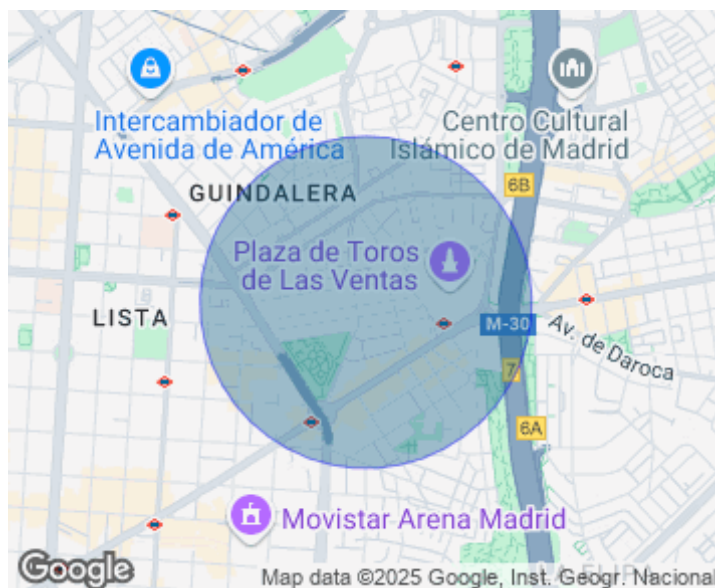 Intercambiador de
Avenida de América
Centro Cultural
Islámico de Madrid
6B
GUINDALERA
Plaza de Toros
de Las Ventas
LISTA
M-30
Av. de Daroca
7
6A
Movistar Arena Madrid
Google
Map data ©2025 Google, Inst. Geogr. Nacional